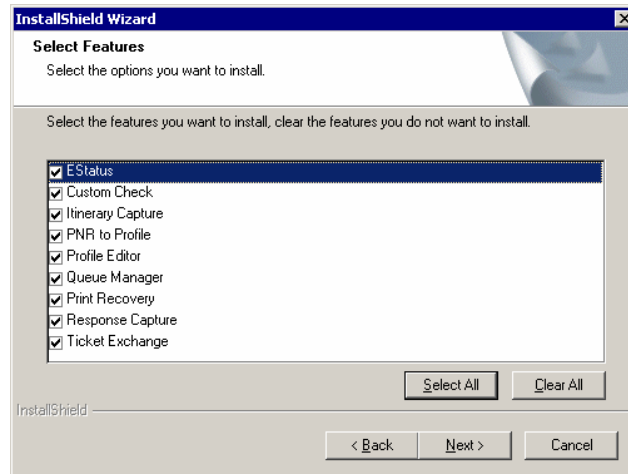 InstallShield Wizard
Select Features
Select the options you want to install.
Select the features you want to install, clear the features you do not want to install.
EStatus
Custom Check
Itinerary Capture
PNR to Profile
Profile Editor
Queue Manager
Print Recovery
Response Capture
Ticket Exchange
Select All Clear All
InstallShield
< Back Next > Cancel